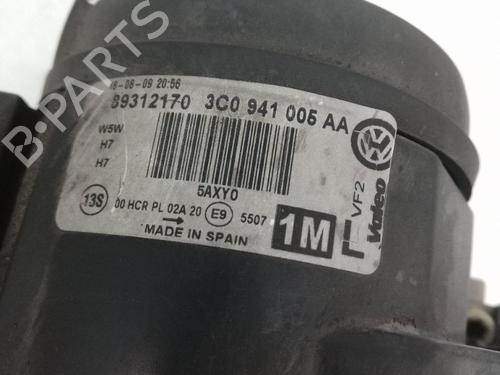 8-08-09 20:56
89312170 3C0 941 005 AA
W5W
H7
H7
5AXY0
13S
00 HCR PL 02A 20 E9 5507
MADE IN SPAIN
1M
VF2
Valeo
B-Parts